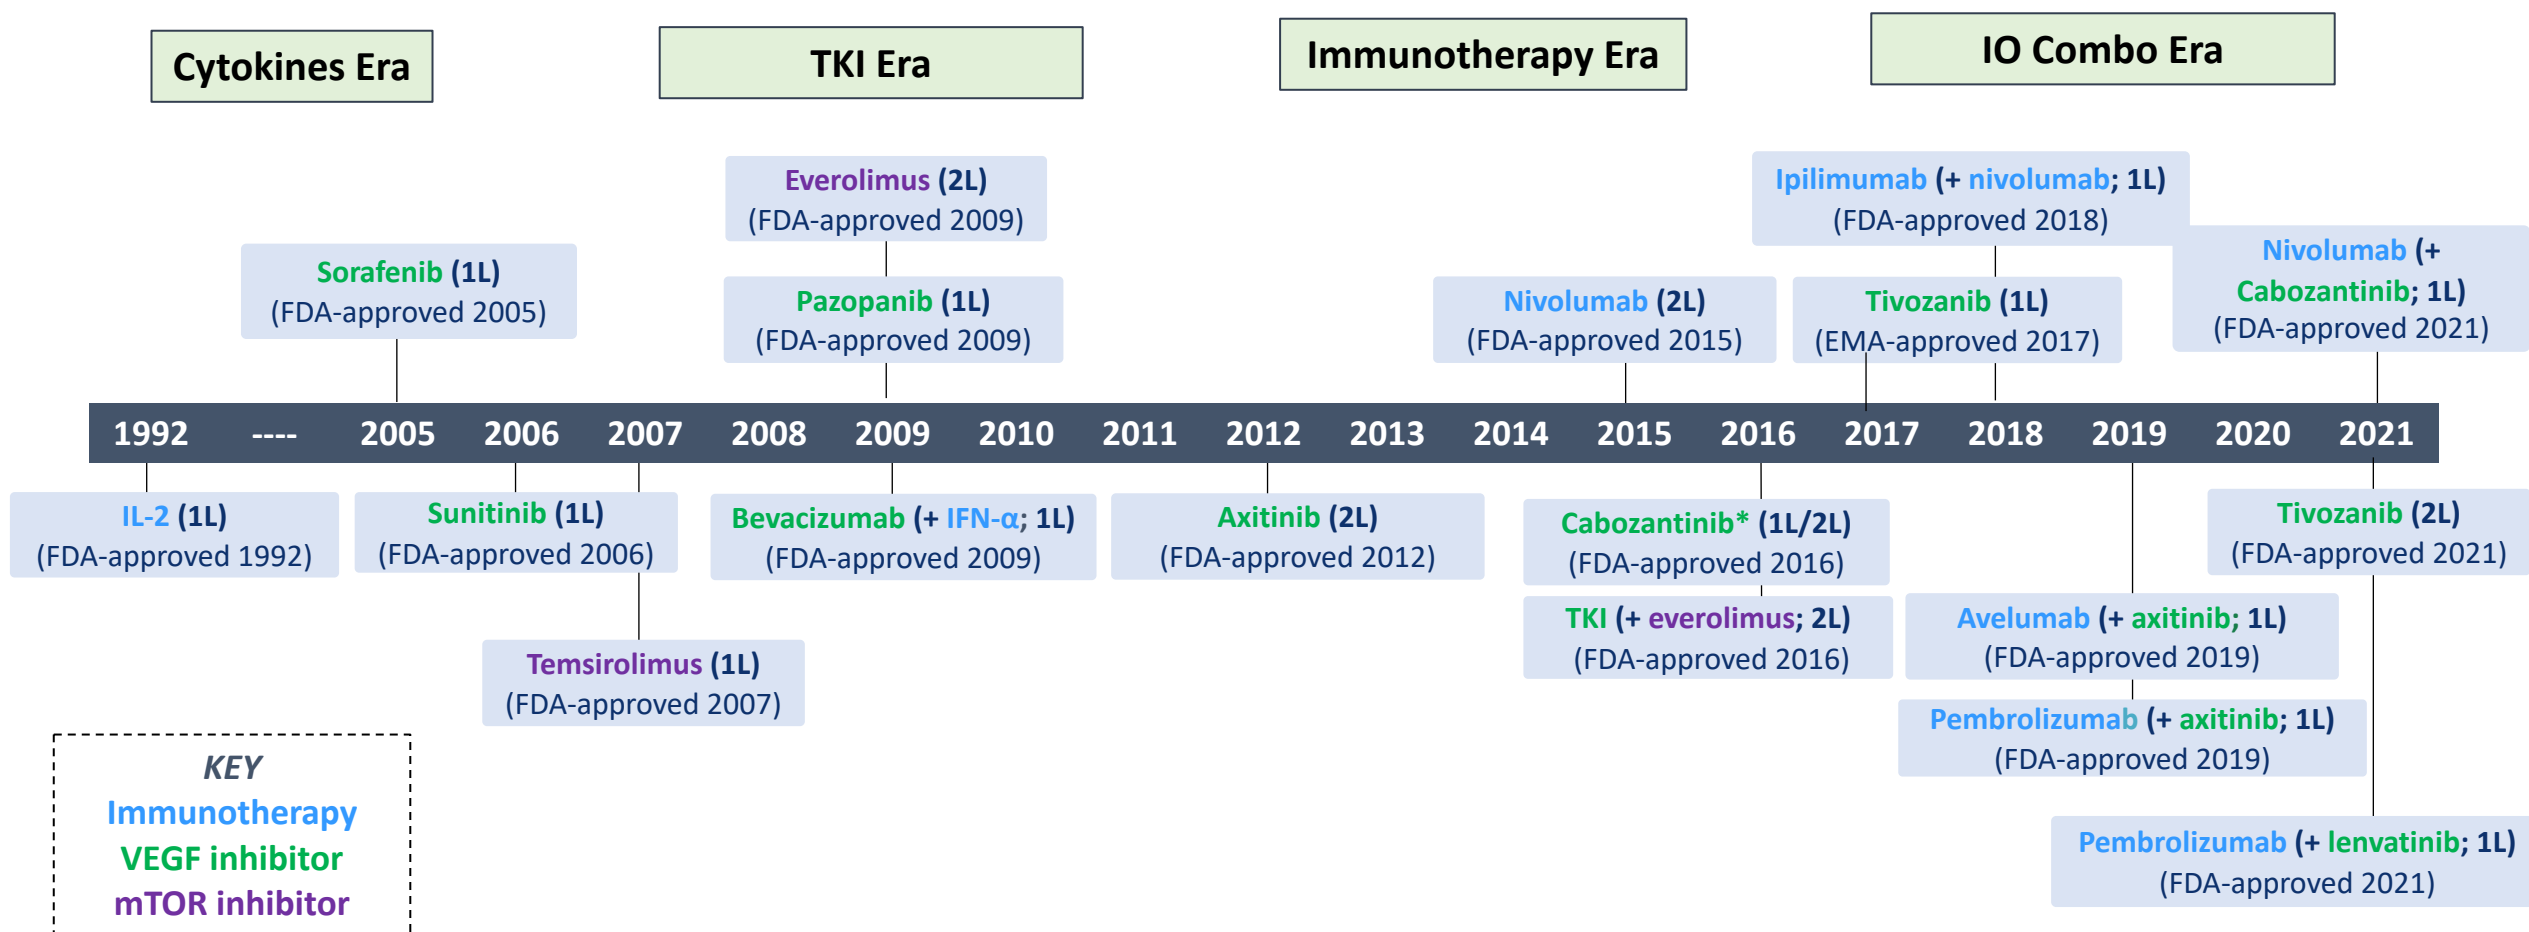 Cytokines Era
TKI Era
Immunotherapy Era
IO Combo Era
Everolimus (2L)
(FDA-approved 2009)
Ipilimumab (+ nivolumab; 1L)
(FDA-approved 2018)
Sorafenib (1L)
(FDA-approved 2005)
Pazopanib (1L)
(FDA-approved 2009)
Nivolumab (2L)
(FDA-approved 2015)
Tivozanib (1L)
(EMA-approved 2017)
Nivolumab (+
Cabozantinib; 1L)
(FDA-approved 2021)
1992 ---- 2005 2006 2007 2008 2009 2010 2011 2012 2013 2014 2015 2016 2017 2018 2019 2020 2021
IL-2 (1L)
(FDA-approved 1992)
Sunitinib (1L)
(FDA-approved 2006)
Bevacizumab (+ IFN-α; 1L)
(FDA-approved 2009)
Axitinib (2L)
(FDA-approved 2012)
Cabozantinib* (1L/2L)
(FDA-approved 2016)
Tivozanib (2L)
(FDA-approved 2021)
TKI (+ everolimus; 2L)
(FDA-approved 2016)
Avelumab (+ axitinib; 1L)
(FDA-approved 2019)
Temsirolimus (1L)
(FDA-approved 2007)
Pembrolizumab (+ axitinib; 1L)
(FDA-approved 2019)
Pembrolizumab (+ lenvatinib; 1L)
(FDA-approved 2021)
KEY
Immunotherapy
VEGF inhibitor
mTOR inhibitor